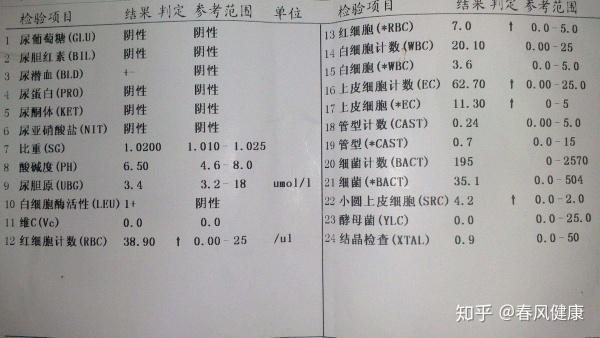 检验项目 结果 判定 参考范围 单位
1 尿葡萄糖(GLU) 阴性 阴性
2 尿胆红素(BIL) 阴性 阴性
3 尿潜血(BLD) +- 阴性
4 尿蛋白(PRO) 阴性 阴性
5 尿酮体(KET) 阴性 阴性
6 尿亚硝酸盐(NIT) 阴性 阴性
7 比重(SG) 1.0200 1.010-1.025
8 酸碱度(PH) 6.50 4.6-8.0
9 尿胆原(UBG) 3.4 3.2-18 umol/l
10 白细胞酶活性(LEU) 1+ 阴性
11 维C(Vc) 0.0 0.0
12 红细胞计数(RBC) 38.90 ↑ 0.00-25 /ul
检验项目 结果 判定 参考范围
13 红细胞(*RBC) 7.0 ↑ 0.0-5.0
14 白细胞计数(WBC) 20.10 0.00-25
15 白细胞(*WBC) 3.6 0.0-5.0
16 上皮细胞计数(EC) 62.70 ↑ 0.00-25.0
17 上皮细胞(*EC) 11.30 ↑ 0-5
18 管型计数(CAST) 0.24 0.00-5.0
19 管型(*CAST) 0.7 0.0-15
20 细菌计数(BACT) 195 0-2570
21 细菌(*BACT) 35.1 0.0-504
22 小圆上皮细胞(SRC) 4.2 ↑ 0.0-2.0
23 酵母菌(YLC) 0.0 0.0-25.0
24 结晶检查(XTAL) 0.9 0.0-50
知乎 @春风健康